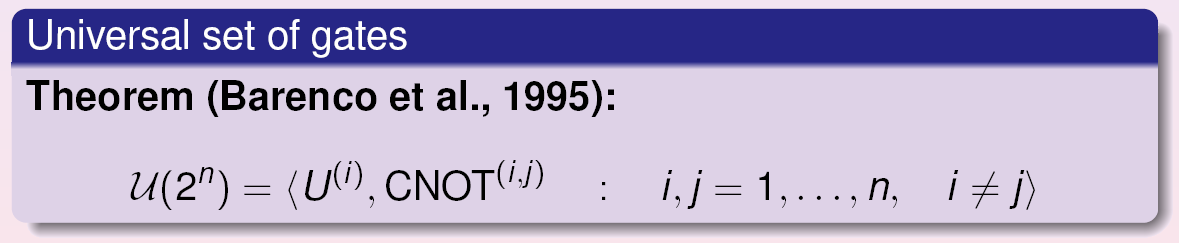 Universal set of gates
Theorem (Barenco et al., 1995):
𝒰(2ⁿ) = ⟨U⁽ⁱ⁾, CNOT⁽ⁱ,ʲ⁾ : i, j = 1, . . . , n, i ≠ j⟩